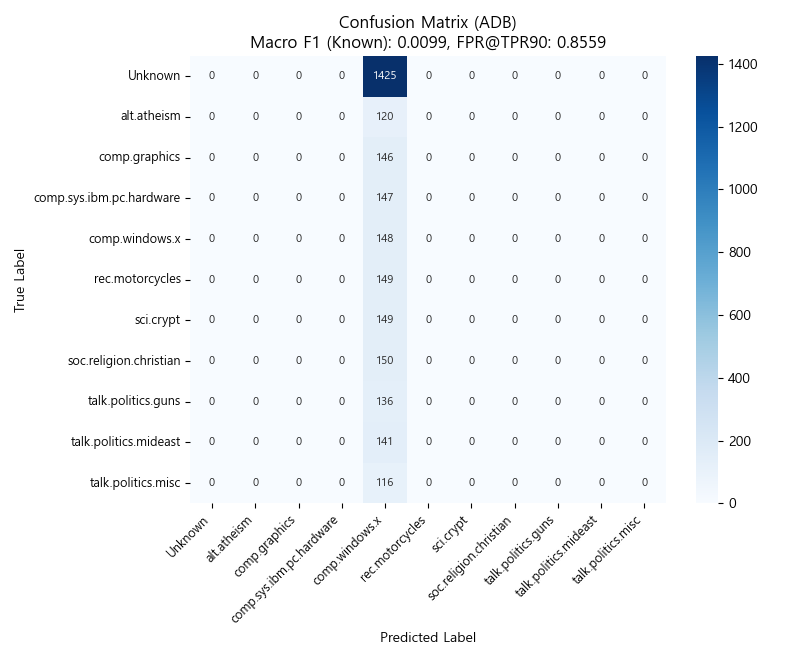 Confusion Matrix (ADB)
Macro F1 (Known): 0.0099, FPR@TPR90: 0.8559
True Label
Unknown 0 0 0 0 1425 0 0 0 0 0 0
alt.atheism 0 0 0 0 120 0 0 0 0 0 0
comp.graphics 0 0 0 0 146 0 0 0 0 0 0
comp.sys.ibm.pc.hardware 0 0 0 0 147 0 0 0 0 0 0
comp.windows.x 0 0 0 0 148 0 0 0 0 0 0
rec.motorcycles 0 0 0 0 149 0 0 0 0 0 0
sci.crypt 0 0 0 0 149 0 0 0 0 0 0
soc.religion.christian 0 0 0 0 150 0 0 0 0 0 0
talk.politics.guns 0 0 0 0 136 0 0 0 0 0 0
talk.politics.mideast 0 0 0 0 141 0 0 0 0 0 0
talk.politics.misc 0 0 0 0 116 0 0 0 0 0 0
Unknown
alt.atheism
comp.graphics
comp.sys.ibm.pc.hardware
comp.windows.x
rec.motorcycles
sci.crypt
soc.religion.christian
talk.politics.guns
talk.politics.mideast
talk.politics.misc
Predicted Label
1400
1200
1000
800
600
400
200
0